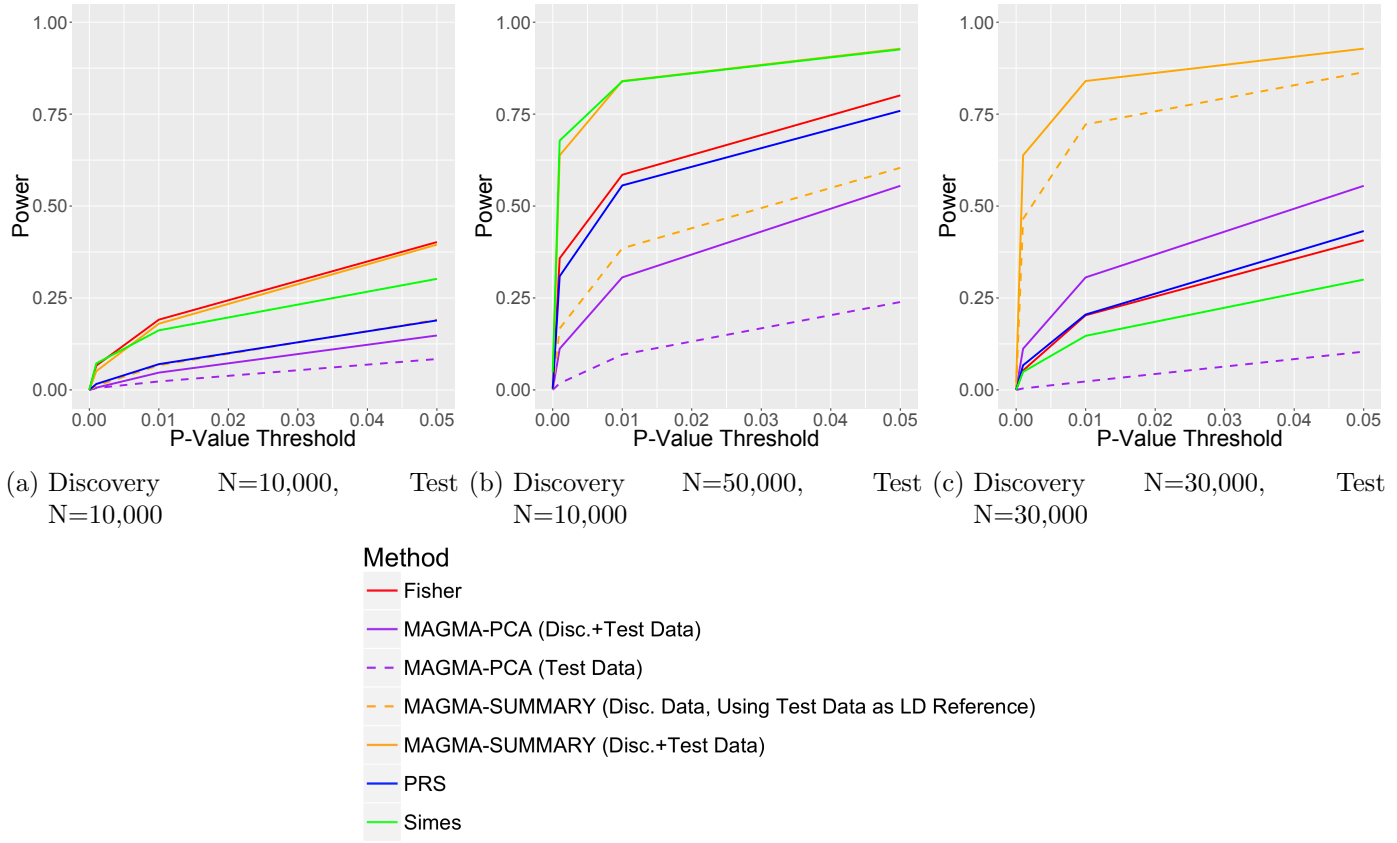 1.00
0.75
0.50
0.25
0.00
Power
0.00 0.01 0.02 0.03 0.04 0.05
P-Value Threshold
(a) Discovery N=10,000, Test
N=10,000
1.00
0.75
0.50
0.25
0.00
Power
0.00 0.01 0.02 0.03 0.04 0.05
P-Value Threshold
(b) Discovery N=50,000, Test
N=10,000
1.00
0.75
0.50
0.25
0.00
Power
0.00 0.01 0.02 0.03 0.04 0.05
P-Value Threshold
(c) Discovery N=30,000, Test
N=30,000
Method
Fisher
MAGMA-PCA (Disc.+Test Data)
MAGMA-PCA (Test Data)
MAGMA-SUMMARY (Disc. Data, Using Test Data as LD Reference)
MAGMA-SUMMARY (Disc.+Test Data)
PRS
Simes